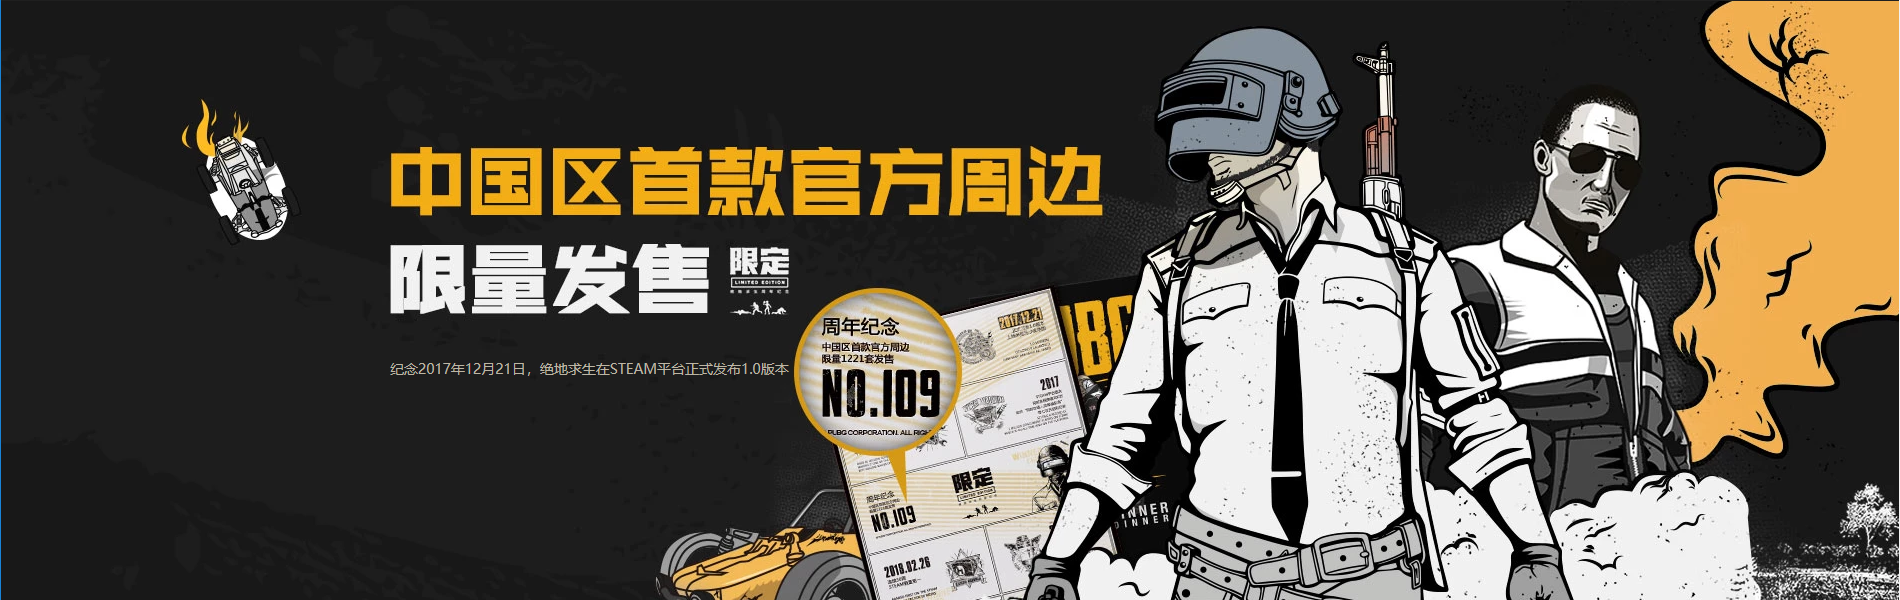 中国区首款官方周边
限量发售
限定
LIMITED EDITION
纪念2017年12月21日，绝地求生在STEAM平台正式发布1.0版本
周年纪念
中国区首款官方周边
限量1221套发售
NO.109
PUBG CORPORATION. ALL RIGH
2017.12.21
2017
限定
LIMITED EDITION
周年纪念
NO.109
2018.02.26
INNER
DINNER